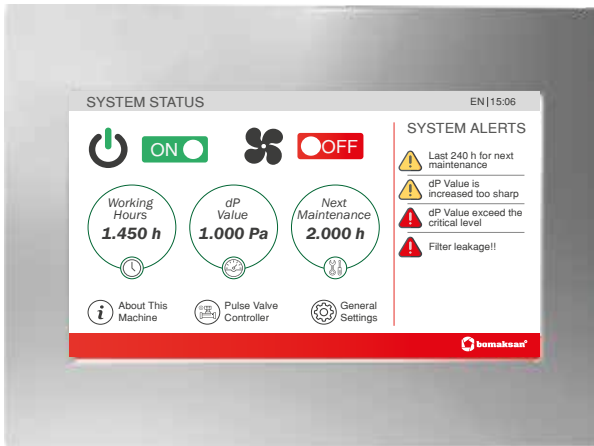 SYSTEM STATUS
EN|15:06
ON
OFF
Working
Hours
1.450 h
dP
Value
1.000 Pa
Next
Maintenance
2.000 h
About This
Machine
Pulse Valve
Controller
General
Settings
SYSTEM ALERTS
Last 240 h for next
maintenance
dP Value is
increased too sharp
dP Value exceed the
critical level
Filter leakage!!
bomaksan®